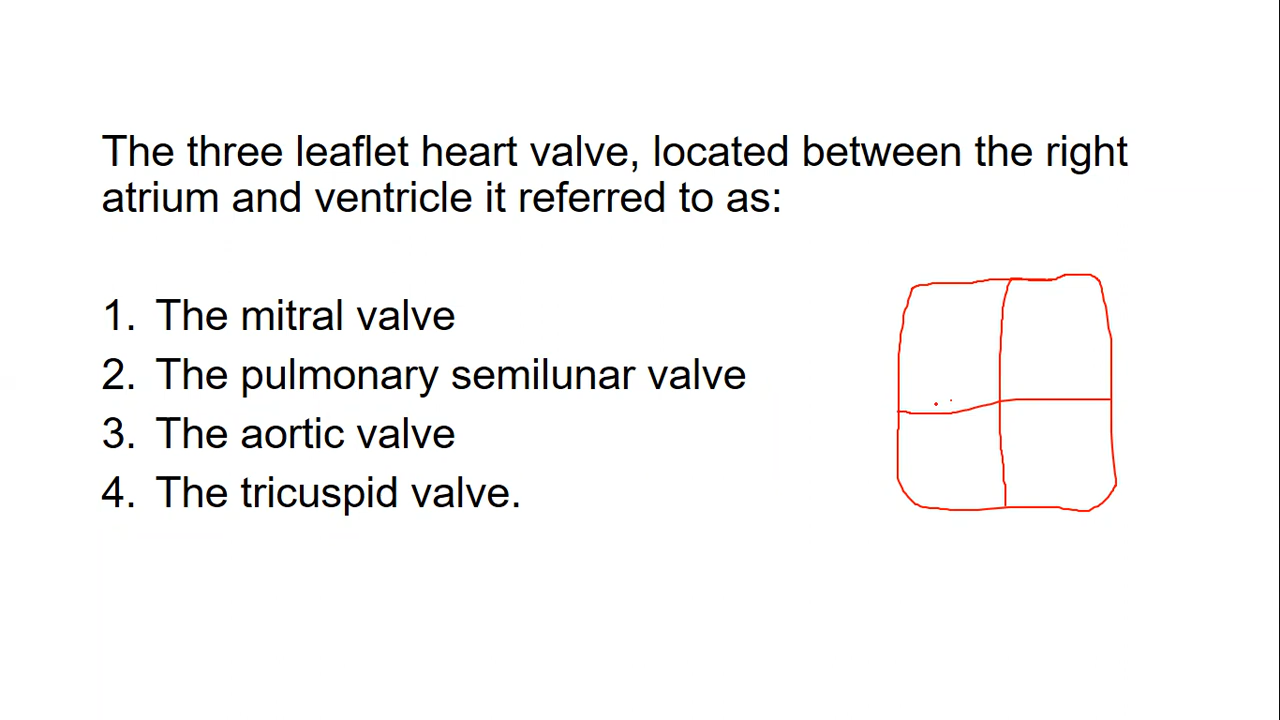 The three leaflet heart valve, located between the right
atrium and ventricle it referred to as:
1. The mitral valve
2. The pulmonary semilunar valve
3. The aortic valve
4. The tricuspid valve.